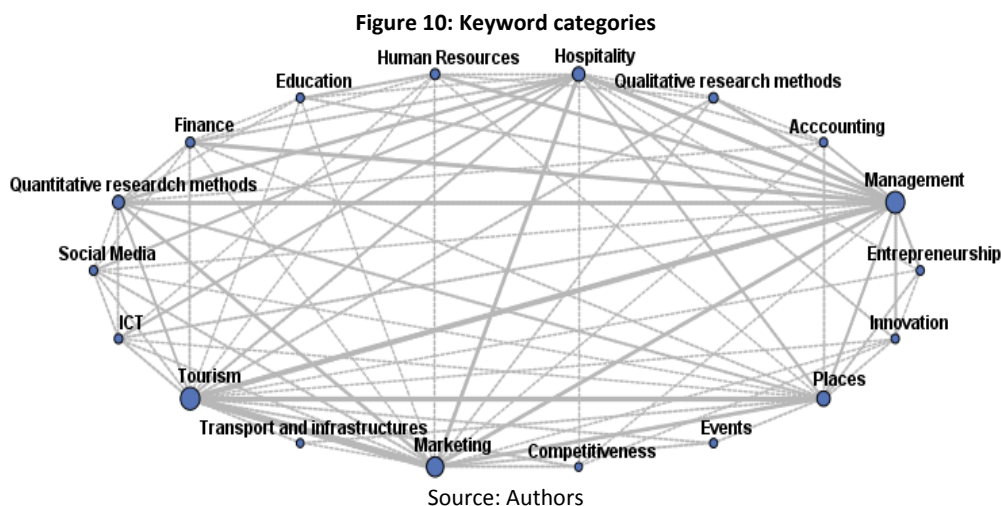 Figure 10: Keyword categories
Human Resources
Hospitality
Education
Qualitative research methods
Finance
Acccounting
Quantitative researdch methods
Management
Social Media
Entrepreneurship
ICT
Innovation
Tourism
Places
Transport and infrastructures
Events
Marketing
Competitiveness
Source: Authors